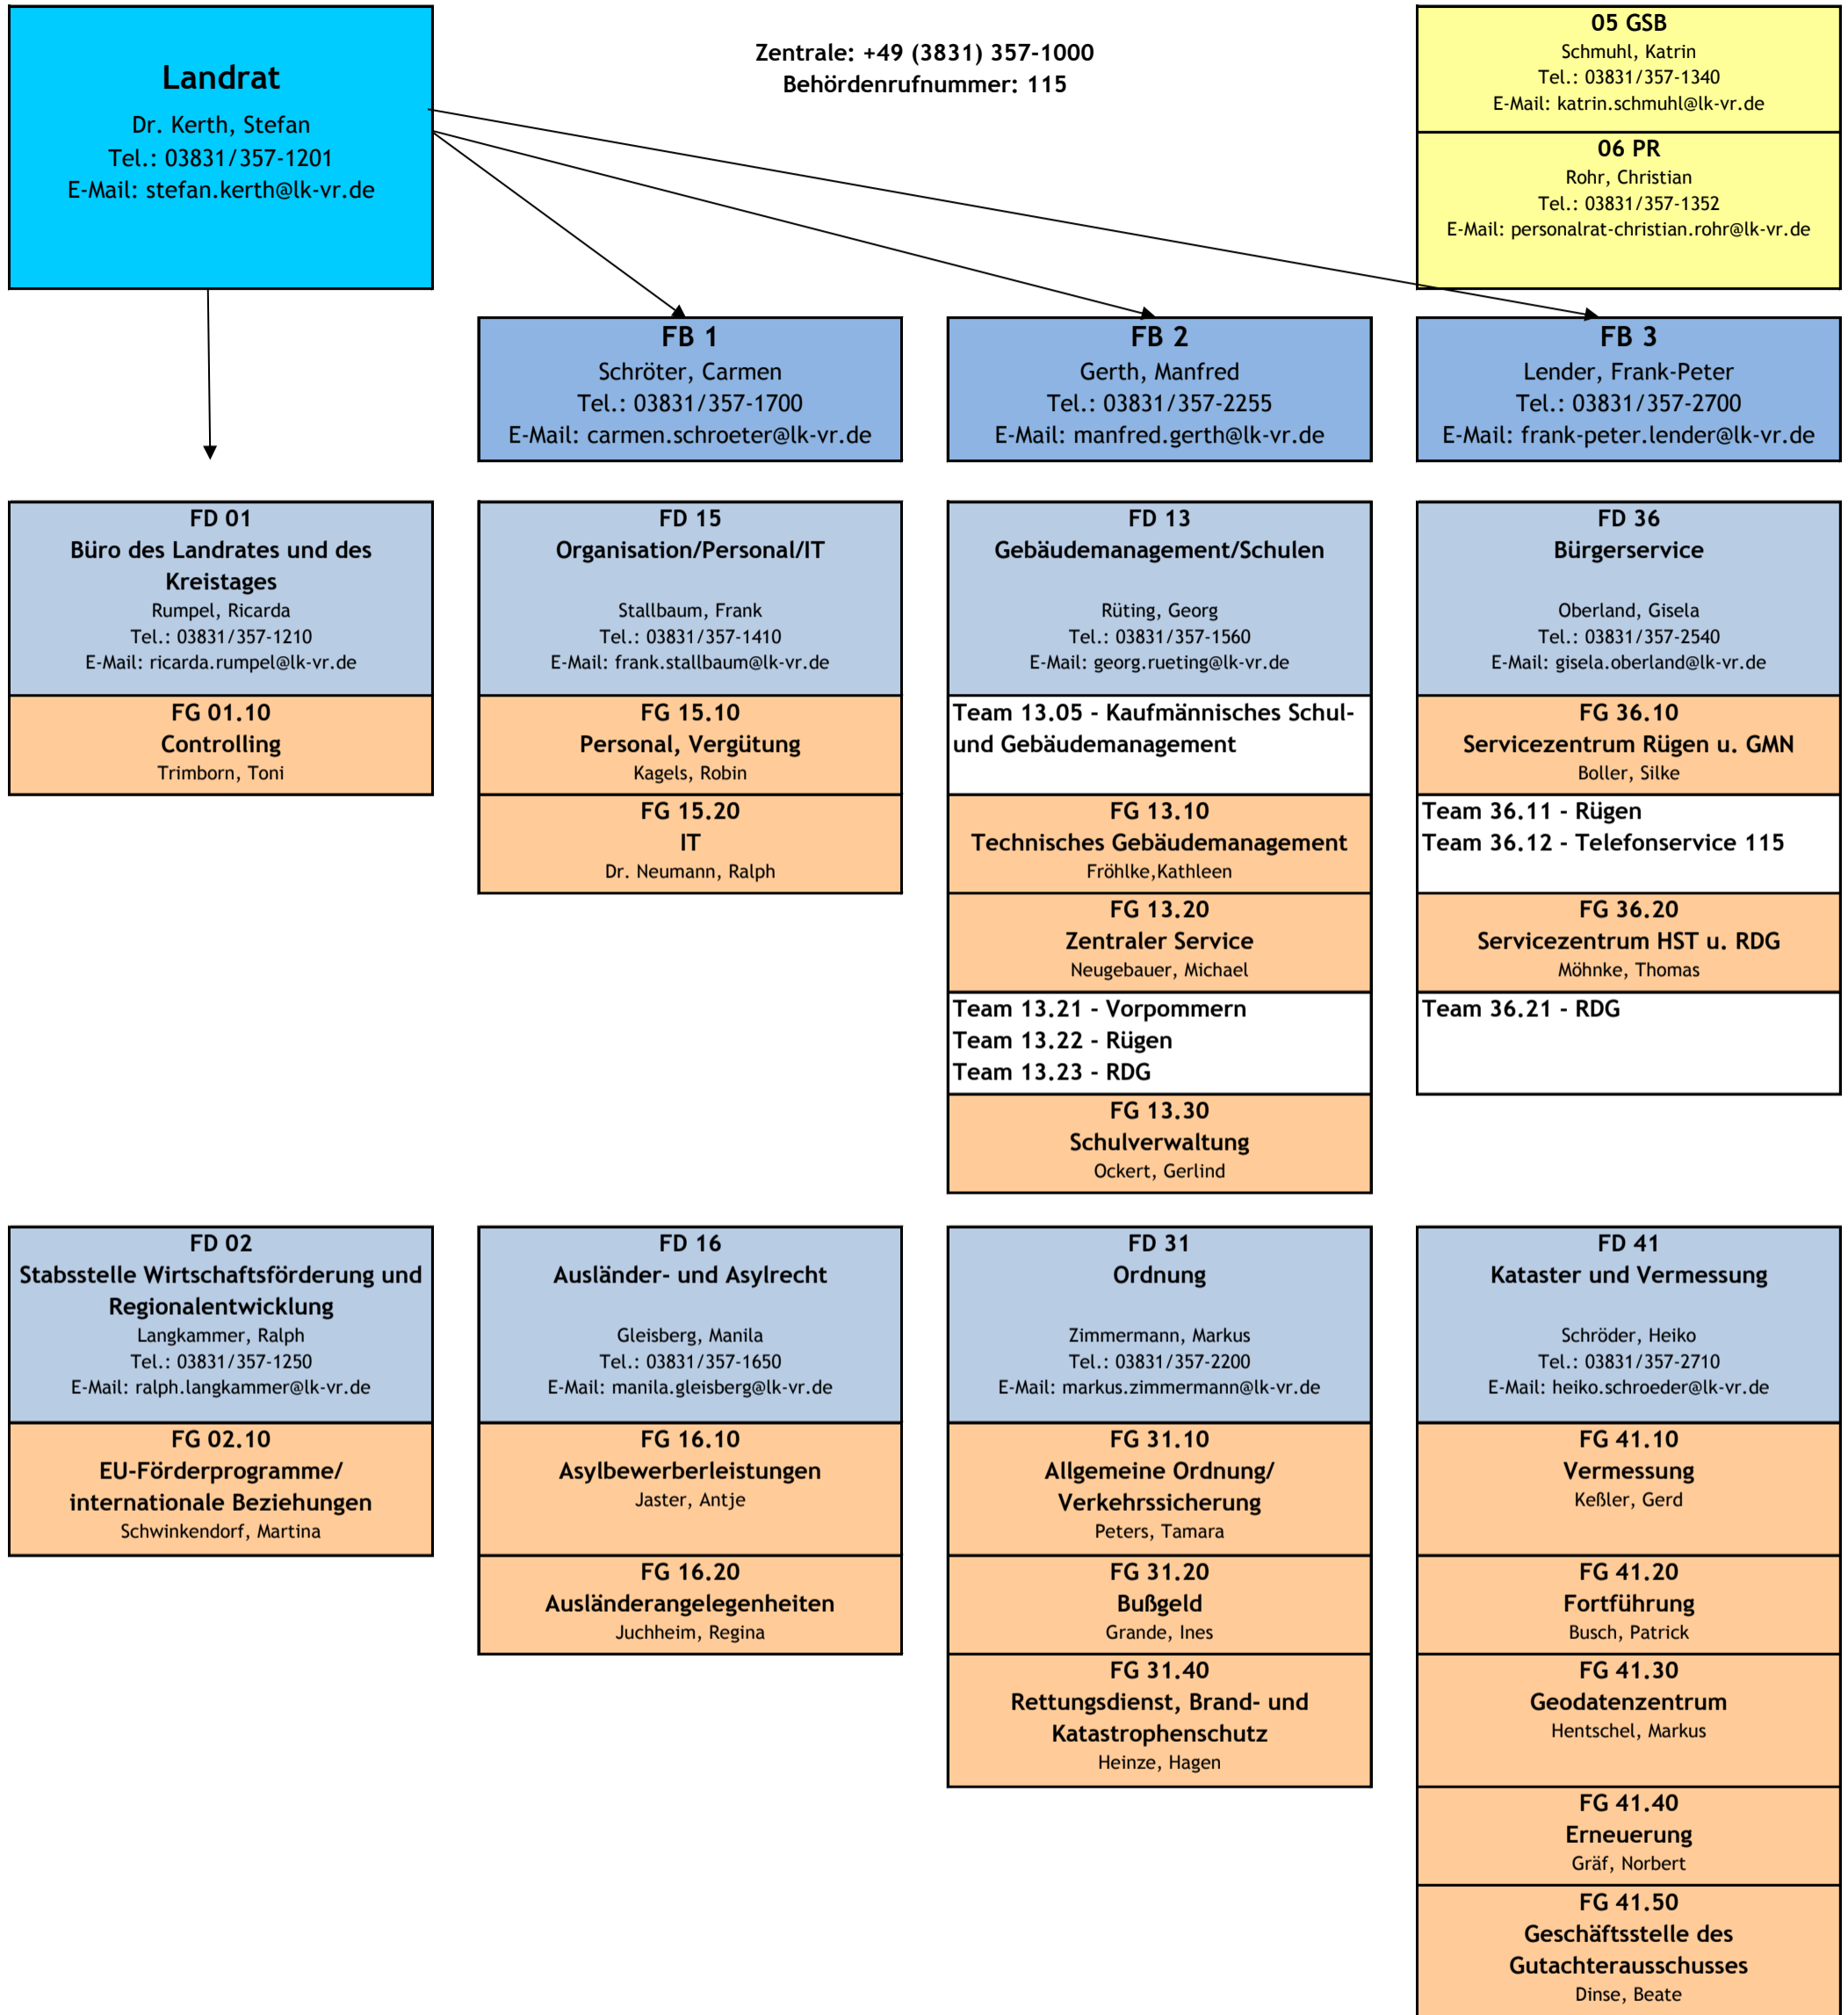 Landrat
Dr. Kerth, Stefan
Tel.: 03831/357-1201
E-Mail: stefan.kerth@lk-vr.de
Zentrale: +49 (3831) 357-1000
Behördenrufnummer: 115
05 GSB
Schmuhl, Katrin
Tel.: 03831/357-1340
E-Mail: katrin.schmuhl@lk-vr.de
06 PR
Rohr, Christian
Tel.: 03831/357-1352
E-Mail: personalrat-christian.rohr@lk-vr.de
FB 1
Schröter, Carmen
Tel.: 03831/357-1700
E-Mail: carmen.schroeter@lk-vr.de
FB 2
Gerth, Manfred
Tel.: 03831/357-2255
E-Mail: manfred.gerth@lk-vr.de
FB 3
Lender, Frank-Peter
Tel.: 03831/357-2700
E-Mail: frank-peter.lender@lk-vr.de
FD 01
Büro des Landrates und des
Kreistages
Rumpel, Ricarda
Tel.: 03831/357-1210
E-Mail: ricarda.rumpel@lk-vr.de
FG 01.10
Controlling
Trimborn, Toni
FD 15
Organisation/Personal/IT
Stallbaum, Frank
Tel.: 03831/357-1410
E-Mail: frank.stallbaum@lk-vr.de
FG 15.10
Personal, Vergütung
Kagels, Robin
FG 15.20
IT
Dr. Neumann, Ralph
FD 13
Gebäudemanagement/Schulen
Rüting, Georg
Tel.: 03831/357-1560
E-Mail: georg.rueting@lk-vr.de
Team 13.05 - Kaufmännisches Schul-
und Gebäudemanagement
FG 13.10
Technisches Gebäudemanagement
Fröhlke,Kathleen
FG 13.20
Zentraler Service
Neugebauer, Michael
Team 13.21 - Vorpommern
Team 13.22 - Rügen
Team 13.23 - RDG
FG 13.30
Schulverwaltung
Ockert, Gerlind
FD 36
Bürgerservice
Oberland, Gisela
Tel.: 03831/357-2540
E-Mail: gisela.oberland@lk-vr.de
FG 36.10
Servicezentrum Rügen u. GMN
Boller, Silke
Team 36.11 - Rügen
Team 36.12 - Telefonservice 115
FG 36.20
Servicezentrum HST u. RDG
Möhnke, Thomas
Team 36.21 - RDG
FD 02
Stabsstelle Wirtschaftsförderung und
Regionalentwicklung
Langkammer, Ralph
Tel.: 03831/357-1250
E-Mail: ralph.langkammer@lk-vr.de
FG 02.10
EU-Förderprogramme/
internationale Beziehungen
Schwinkendorf, Martina
FD 16
Ausländer- und Asylrecht
Gleisberg, Manila
Tel.: 03831/357-1650
E-Mail: manila.gleisberg@lk-vr.de
FG 16.10
Asylbewerberleistungen
Jaster, Antje
FG 16.20
Ausländerangelegenheiten
Juchheim, Regina
FD 31
Ordnung
Zimmermann, Markus
Tel.: 03831/357-2200
E-Mail: markus.zimmermann@lk-vr.de
FG 31.10
Allgemeine Ordnung/
Verkehrssicherung
Peters, Tamara
FG 31.20
Bußgeld
Grande, Ines
FG 31.40
Rettungsdienst, Brand- und
Katastrophenschutz
Heinze, Hagen
FD 41
Kataster und Vermessung
Schröder, Heiko
Tel.: 03831/357-2710
E-Mail: heiko.schroeder@lk-vr.de
FG 41.10
Vermessung
Keßler, Gerd
FG 41.20
Fortführung
Busch, Patrick
FG 41.30
Geodatenzentrum
Hentschel, Markus
FG 41.40
Erneuerung
Gräf, Norbert
FG 41.50
Geschäftsstelle des
Gutachterausschusses
Dinse, Beate